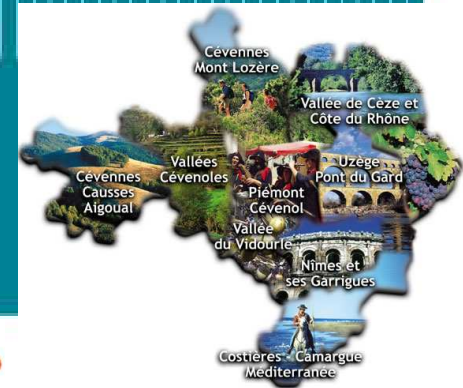 Cévennes
Mont Lozère
Vallée de Cèze et
Côte du Rhône
Cévennes
Causses
Aigoual
Vallées
Cévenoles
Piémont
Cévenol
Uzège
Pont du Gard
Vallée
du Vidourle
Nîmes et
ses Garrigues
Costières - Camargue
Méditerranée